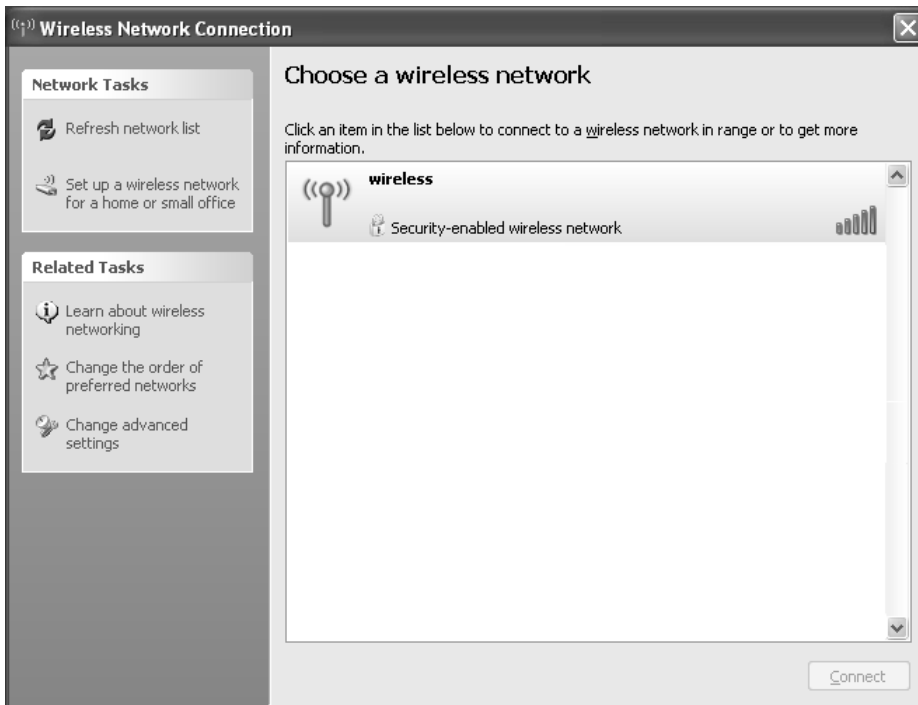 Wireless Network Connection
Network Tasks
Refresh network list
Set up a wireless network
for a home or small office
Related Tasks
Learn about wireless
networking
Change the order of
preferred networks
Change advanced
settings
Choose a wireless network
Click an item in the list below to connect to a wireless network in range or to get more
information.
wireless
Security-enabled wireless network
Connect